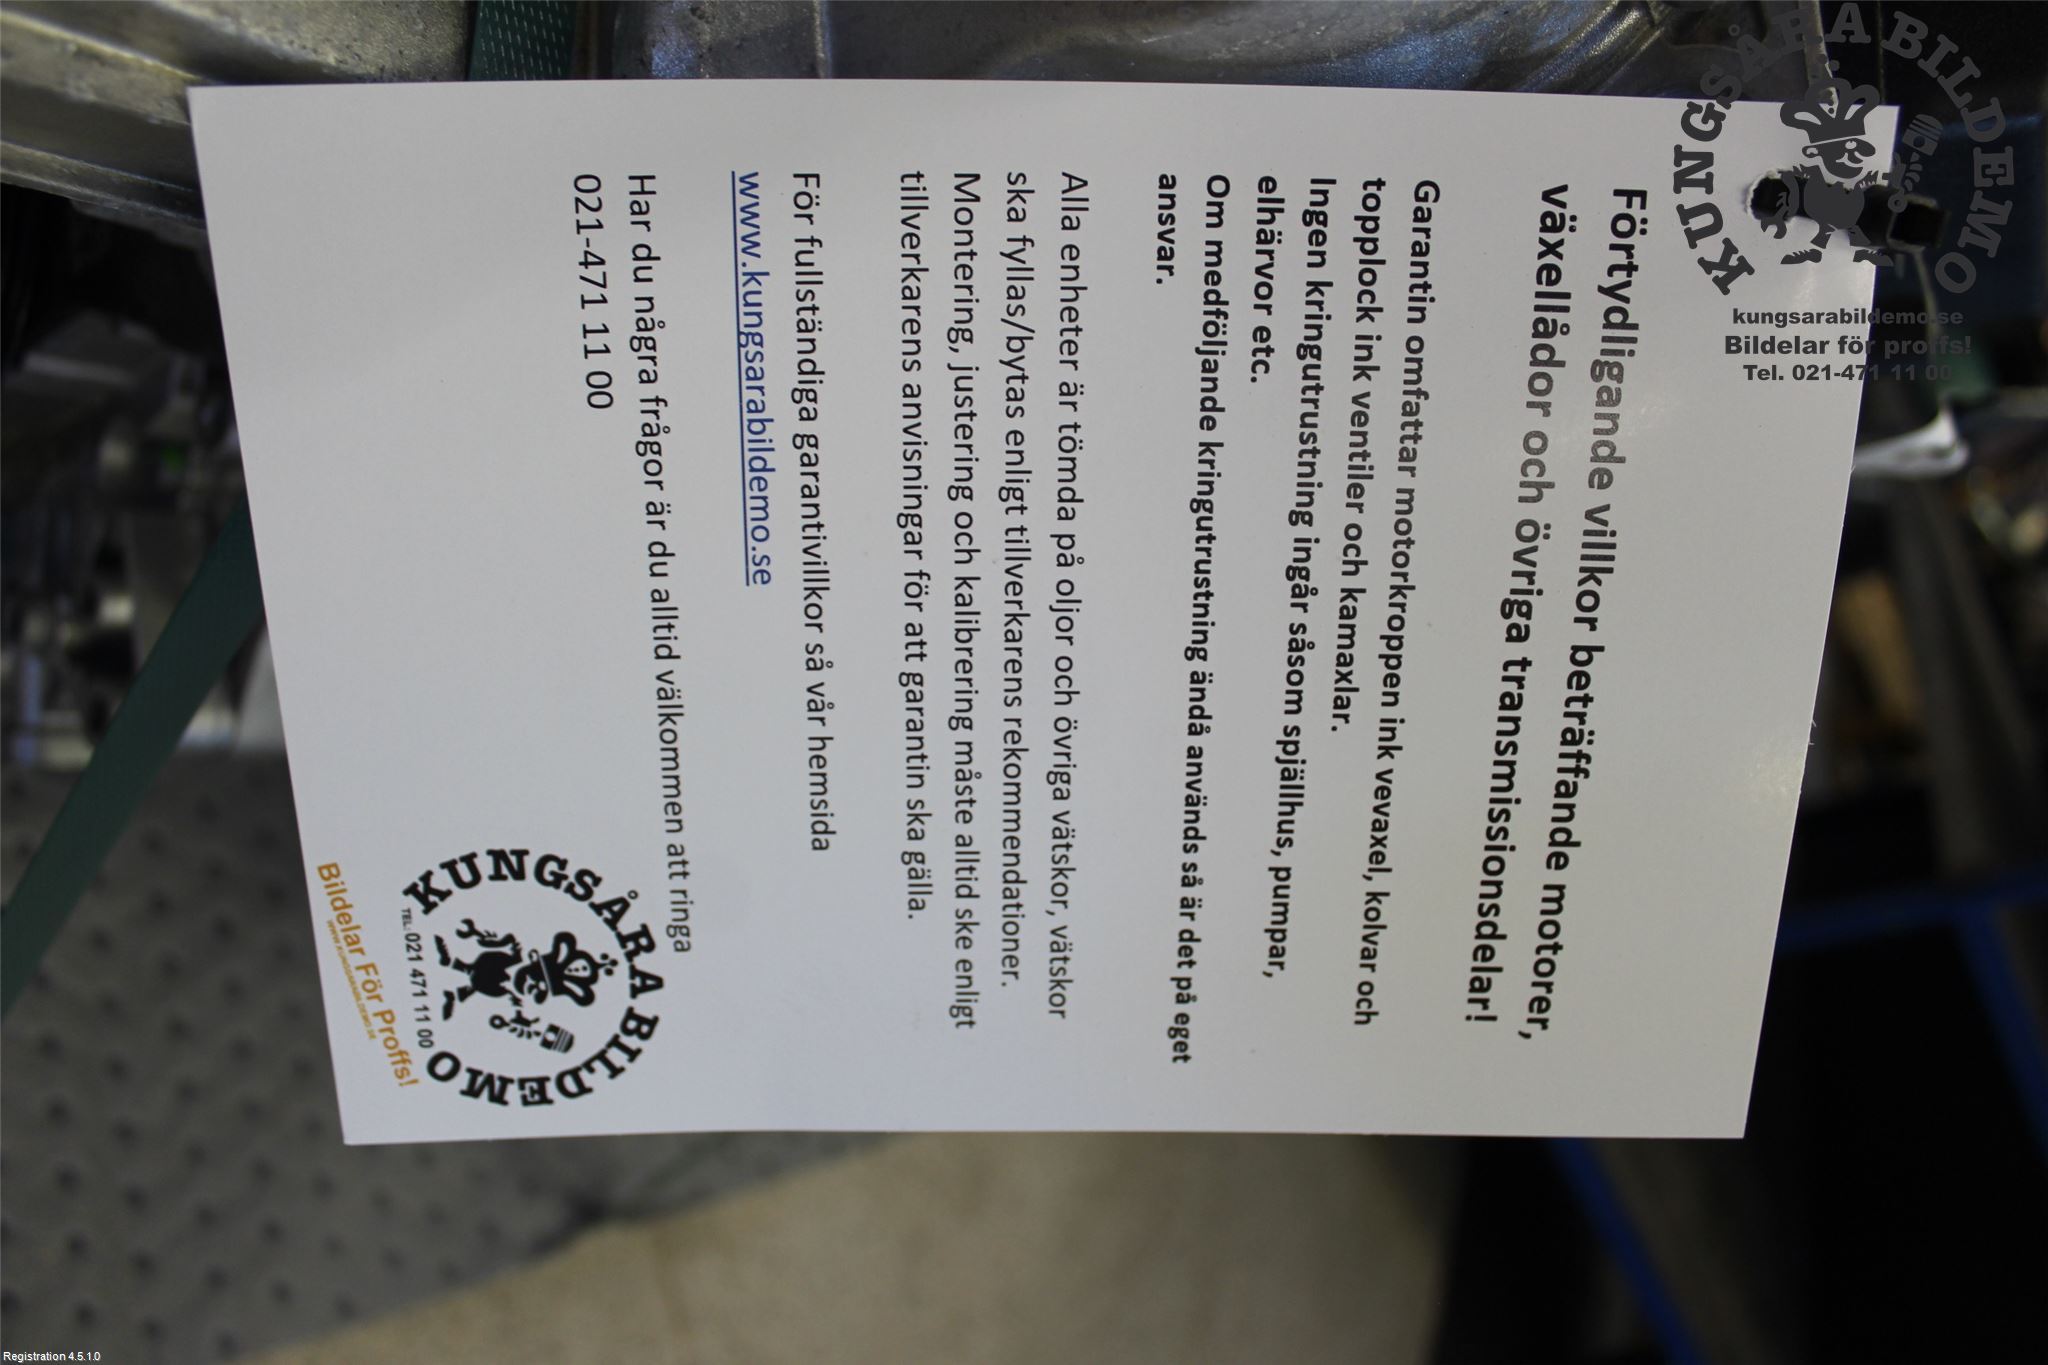 Förtydligande villkor beträffande motorer,
växellådor och övriga transmissionsdelar!
Garantin omfattar motorkroppen ink vevaxel, kolvar och
topplock ink ventiler och kamaxlar.
Ingen kringutrustning ingår såsom spjällhus, pumpar,
elhärvor etc.
Om medföljande kringutrustning ändå används så är det på eget
ansvar.
Alla enheter är tömda på oljor och övriga vätskor, vätskor
ska fyllas/bytas enligt tillverkarens rekommendationer.
Montering, justering och kalibrering måste alltid ske enligt
tillverkarens anvisningar för att garantin ska gälla.
För fullständiga garantivillkor så vår hemsida
www.kungsarabildemo.se
Har du några frågor är du alltid välkommen att ringa
021-471 11 00
KUNGSÅRA BILDEMO
TEL: 021 471 11 00
Bildelar För Proffs!
WWW.KUNGSARABILDEMO.SE
KUNGSÅRA BILDEMO
kungsarabildemo.se
Bildelar för proffs!
Tel. 021-471 11 00
Registration 4.5.1.0